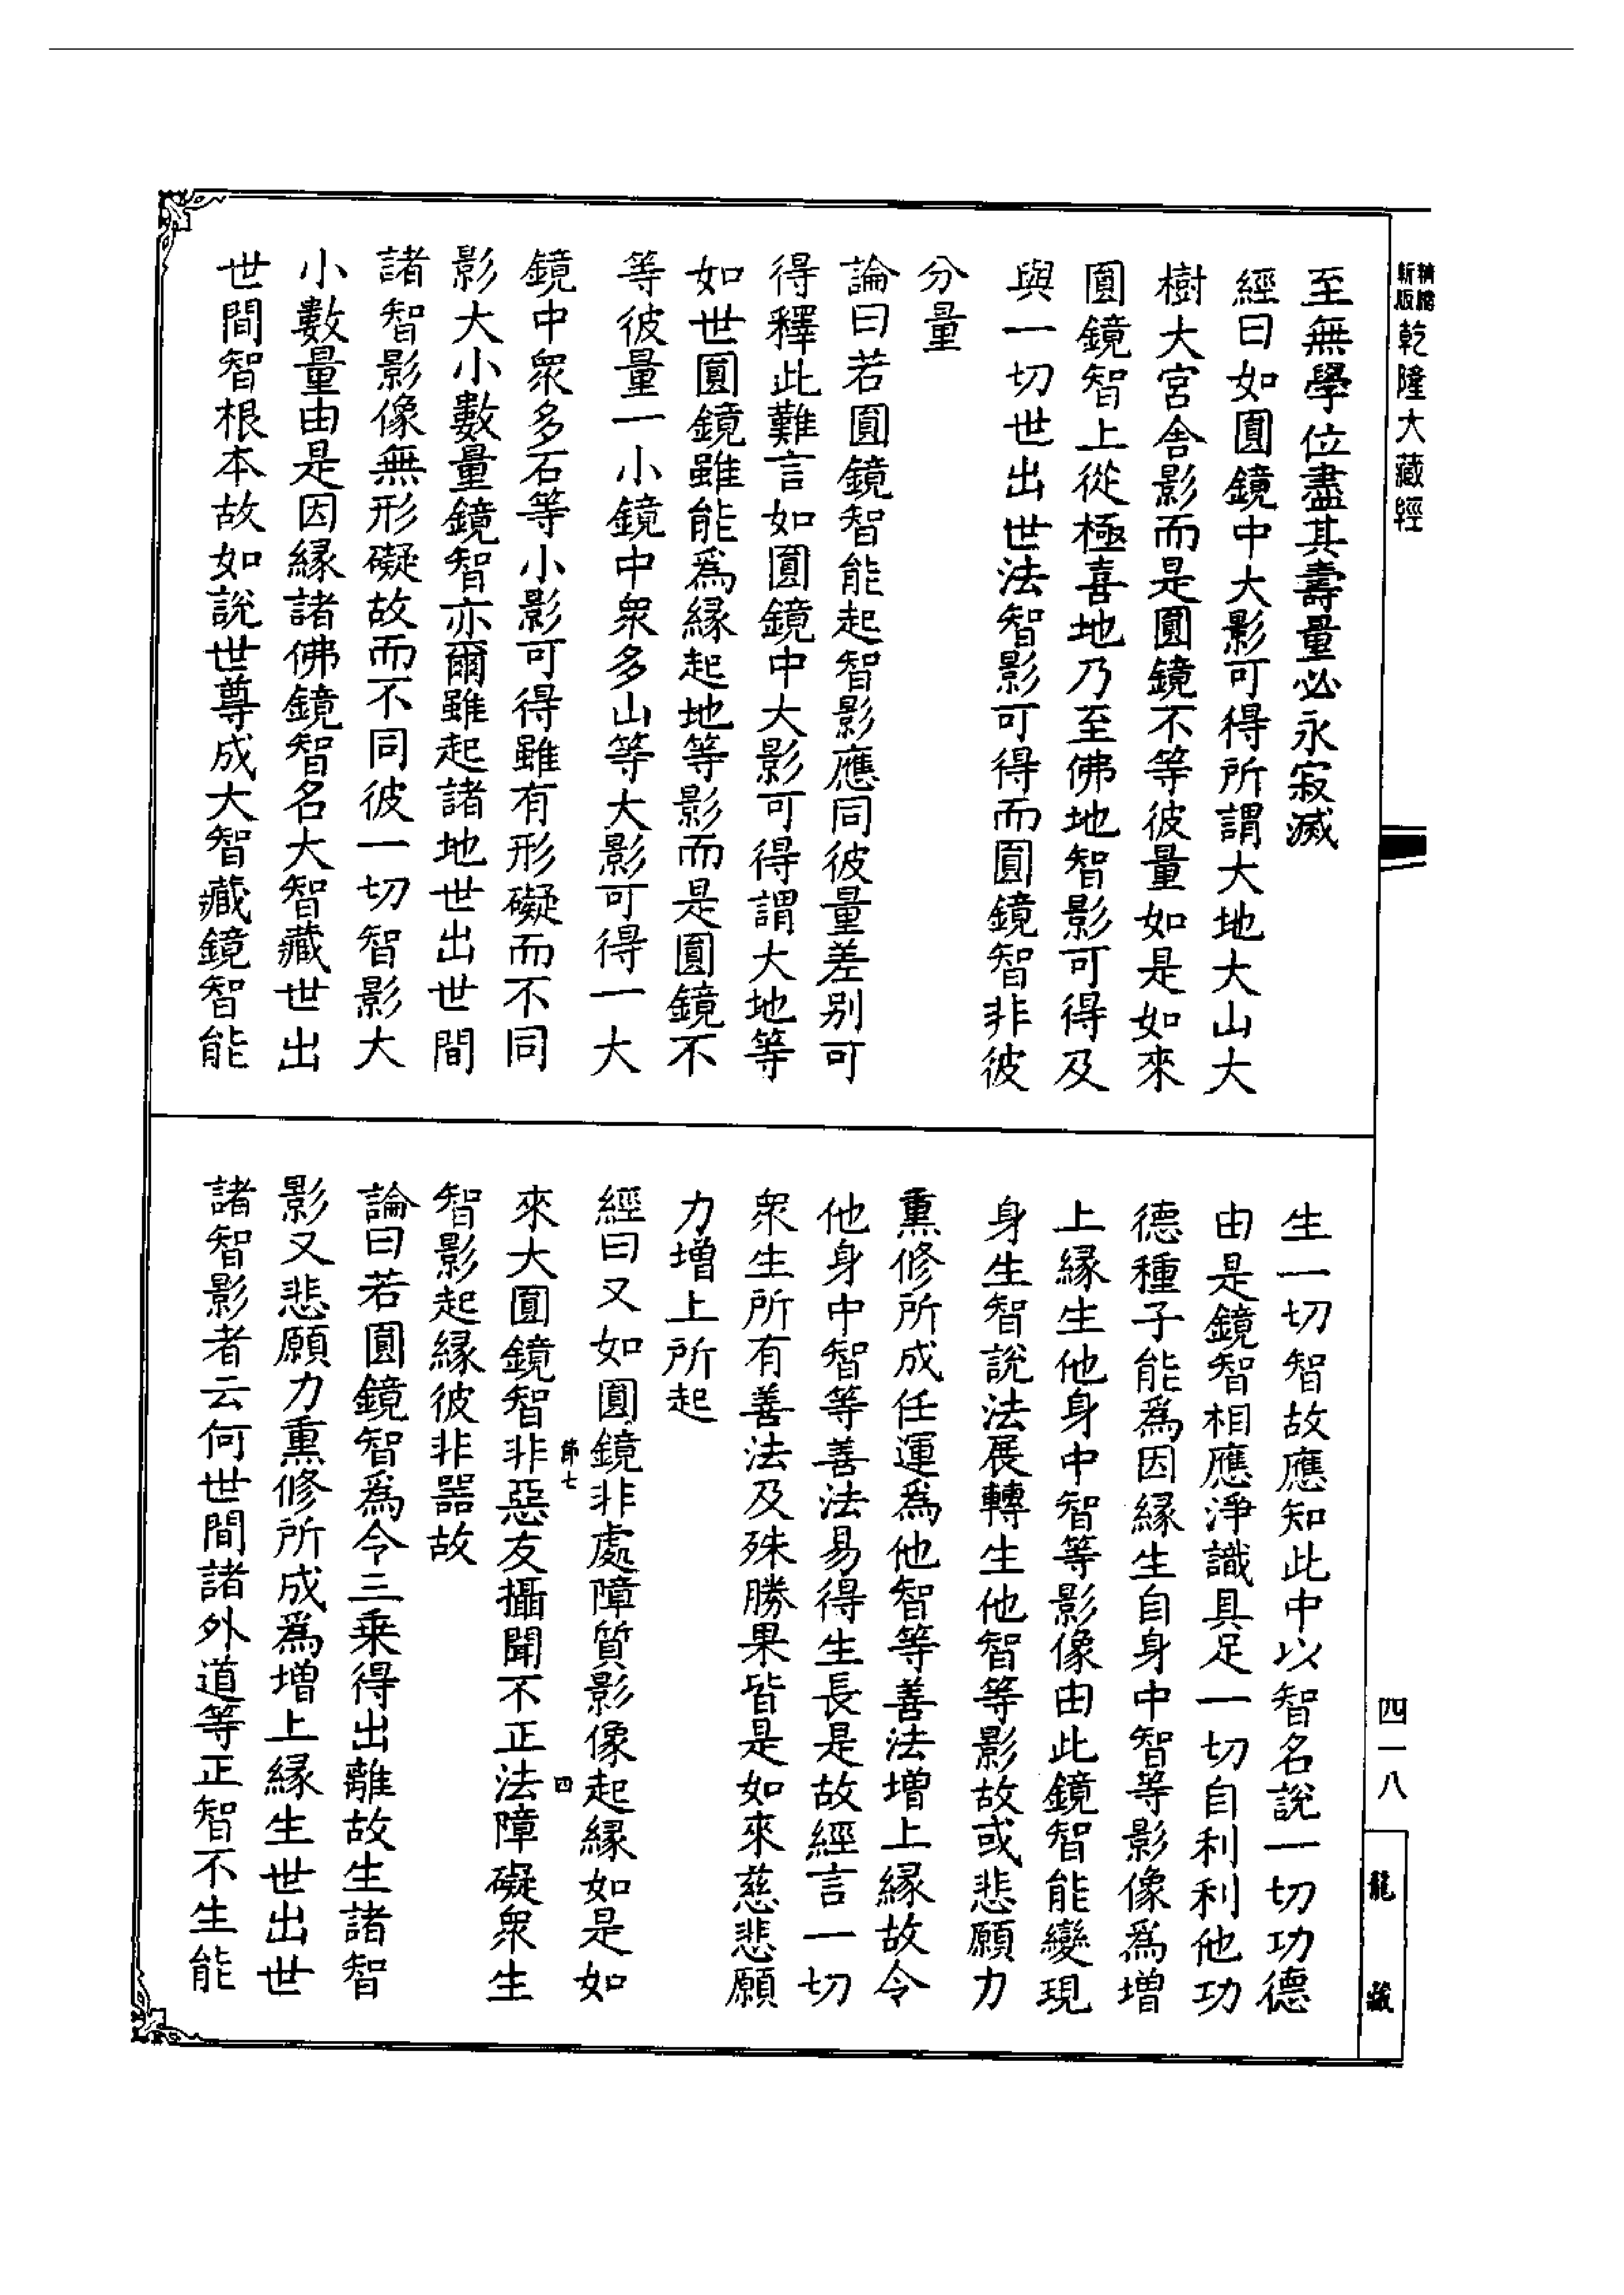 精繕
新版
乾隆大藏經
至無學位盡其壽量必永寂滅
經曰如圓鏡中大影可得所謂大地大山大
樹大宮舍影而是圓鏡不等彼量如是如來
圓鏡智上從極喜地乃至佛地智影可得及
與一切世出世法智影可得而圓鏡智非彼
分量
論曰若圓鏡智能起智影應同彼量差别可
得釋此難言如圓鏡中大影可得謂大地等
如世圓鏡雖能爲縁起地等影而是圓鏡不
等彼量一小鏡中衆多山等大影可得一大
鏡中衆多石等小影可得雖有形礙而不同
影大小數量鏡智亦爾雖起諸地世出世間
諸智影像無形礙故而不同彼一切智影大
小數量由是因縁諸佛鏡智名大智藏世出
世間智根本故如說世尊成大智藏鏡智能
生一切智故應知此中以智名說一切功德
由是鏡智相應淨識具足一切自利利他功
德種子能爲因縁生自身中智等影像爲増
上縁生他身中智等影像由此鏡智能變現
身生智說法展轉生他智等影故或悲願力
熏修所成任運爲他智等善法増上縁故令
他身中智等善法易得生長是故經言一切
衆生所有善法及殊勝果皆是如來慈悲願
力増上所起
經曰又如圓鏡非處障質影像起縁如是如
節七
四
來大圓鏡智非惡友攝聞不正法障礙衆生
智影起縁彼非器故
論曰若圓鏡智爲令三乗得出離故生諸智
影又悲願力熏修所成爲増上縁生世出世
諸智影者云何世間諸外道等正智不生能
四一八
龍藏